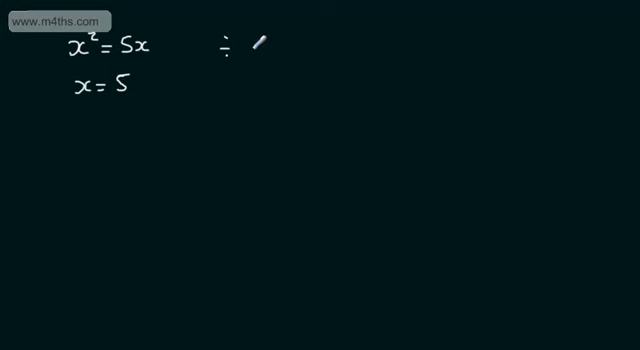 www.m4ths.com
x² = 5x ÷
x = 5